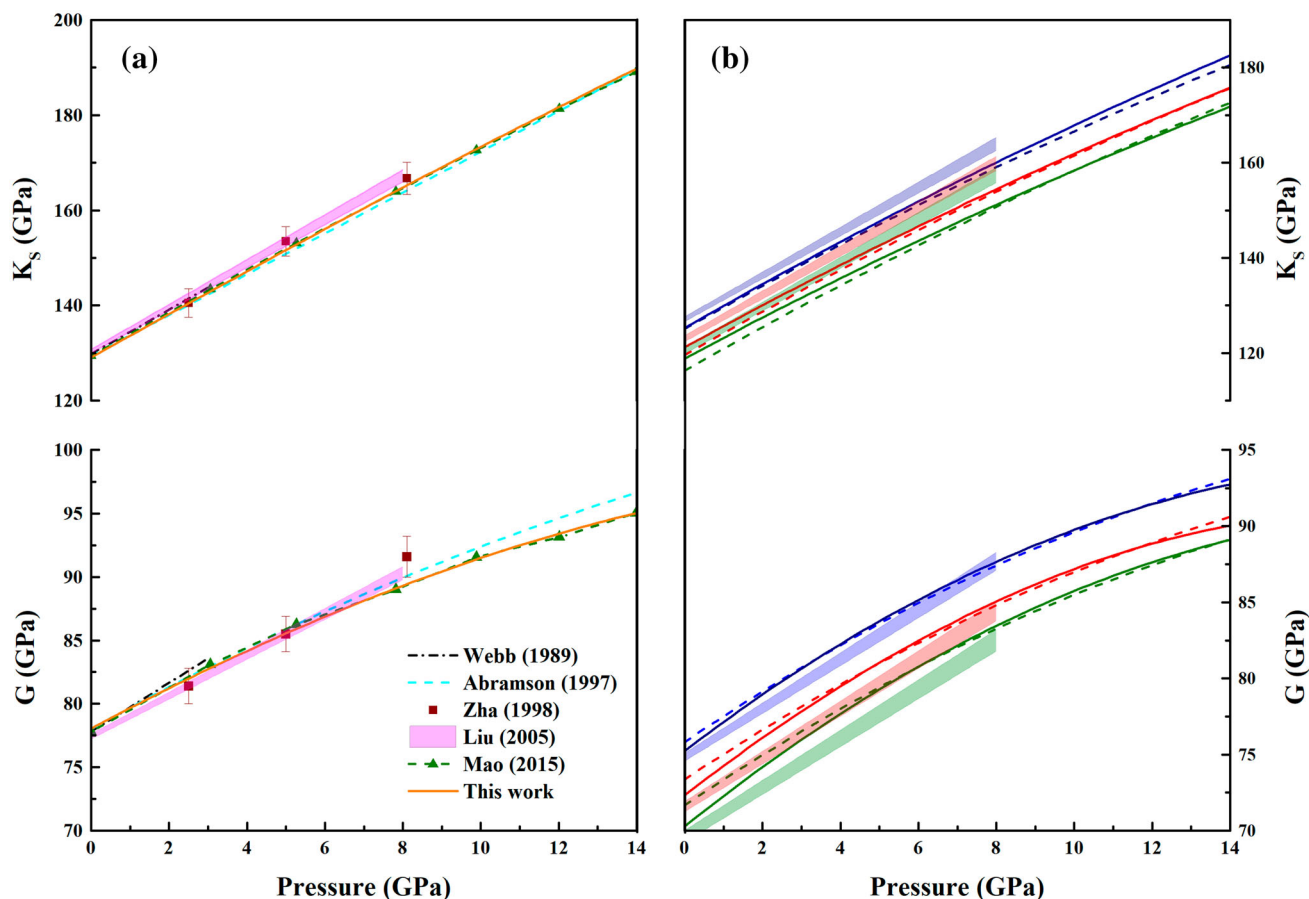 (a)
200
180
160
140
120
K_S (GPa)
100
95
90
85
80
75
70
G (GPa)
Webb (1989)
Abramson (1997)
Zha (1998)
Liu (2005)
Mao (2015)
This work
0 2 4 6 8 10 12 14
Pressure (GPa)
(b)
180
160
140
120
K_S (GPa)
95
90
85
80
75
70
G (GPa)
0 2 4 6 8 10 12 14
Pressure (GPa)